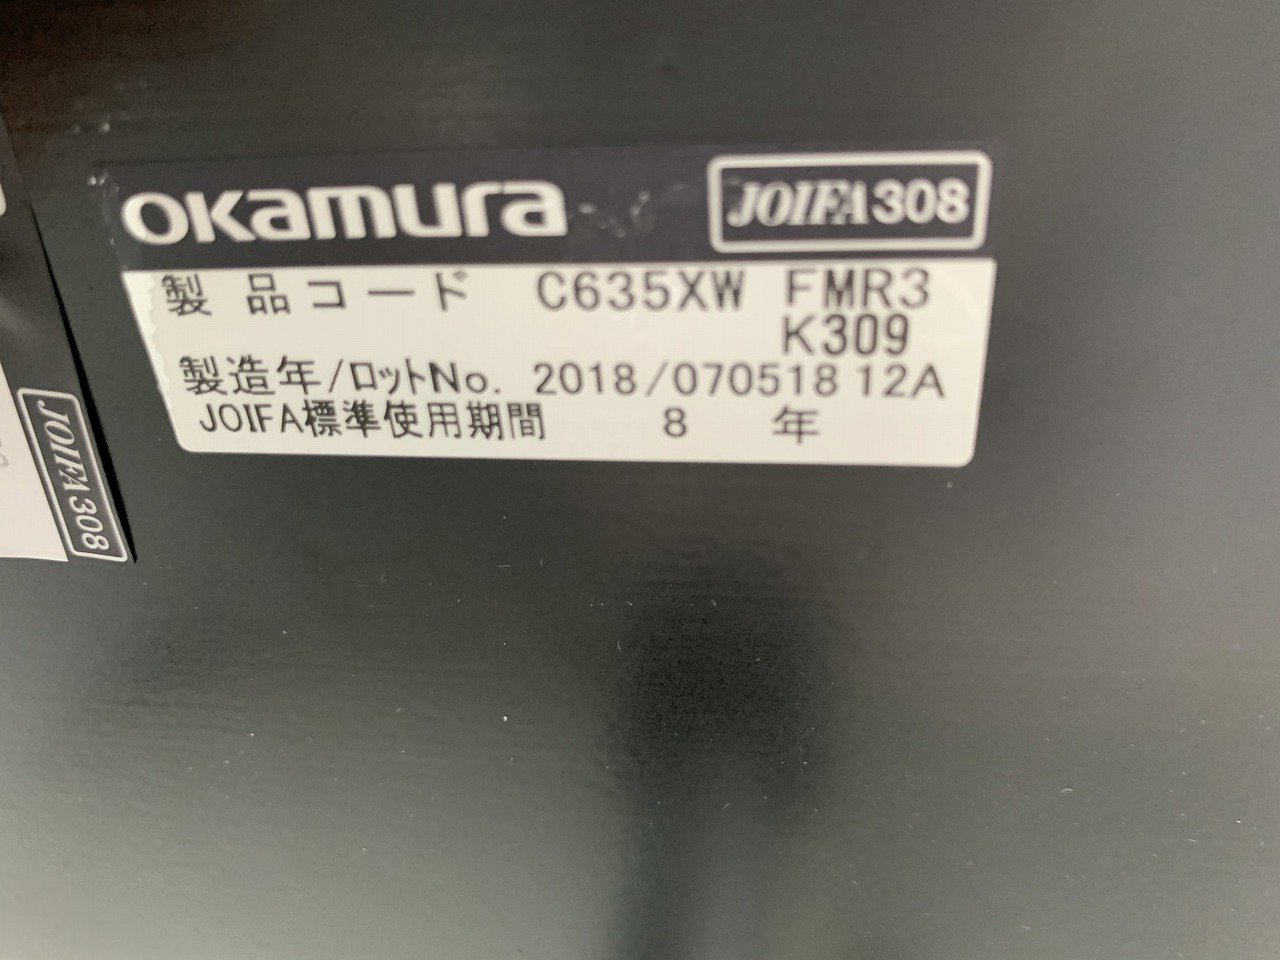 okamura JOIFA308
製品コード C635XW FMR3
K309
製造年/ロットNo. 2018/070518 12A
JOIFA標準使用期間 8 年
JOIFA308